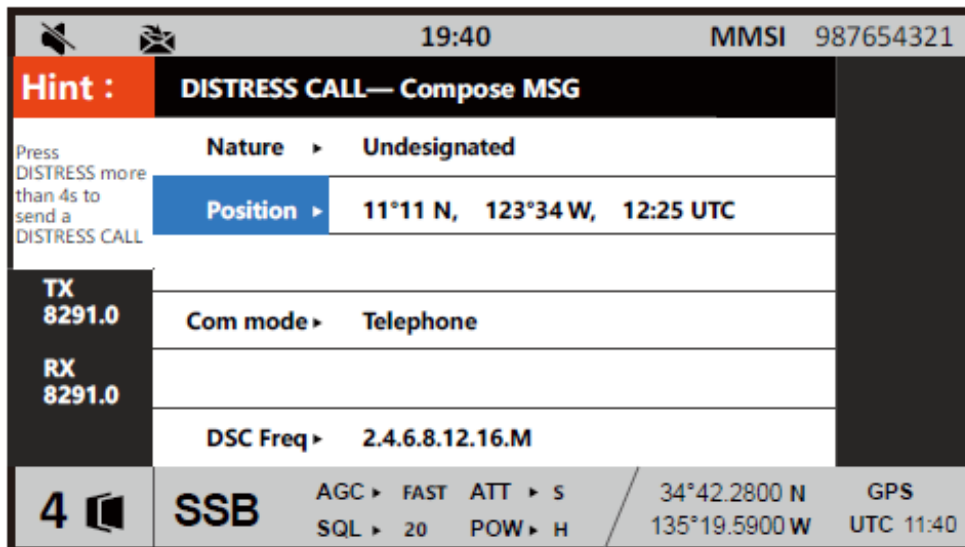 19:40 MMSI 987654321
Hint :
DISTRESS CALL— Compose MSG
Press
DISTRESS more
than 4s to
send a
DISTRESS CALL
Nature ▸ Undesignated
Position ▸ 11°11 N, 123°34 W, 12:25 UTC
TX
8291.0
Com mode ▸ Telephone
RX
8291.0
DSC Freq ▸ 2.4.6.8.12.16.M
4 SSB
AGC ▸ FAST ATT ▸ S
SQL ▸ 20 POW ▸ H
34°42.2800 N GPS
135°19.5900 W UTC 11:40